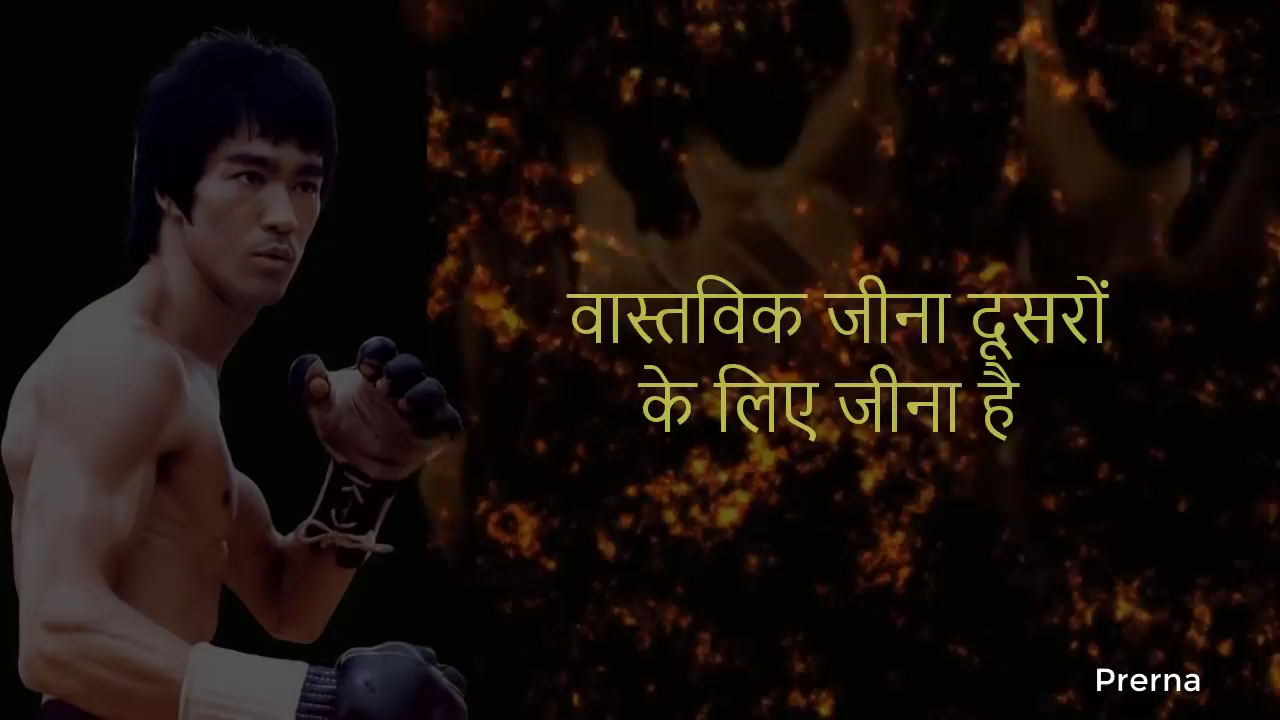 वास्तविक जीना दूसरों
के लिए जीना है
Prerna